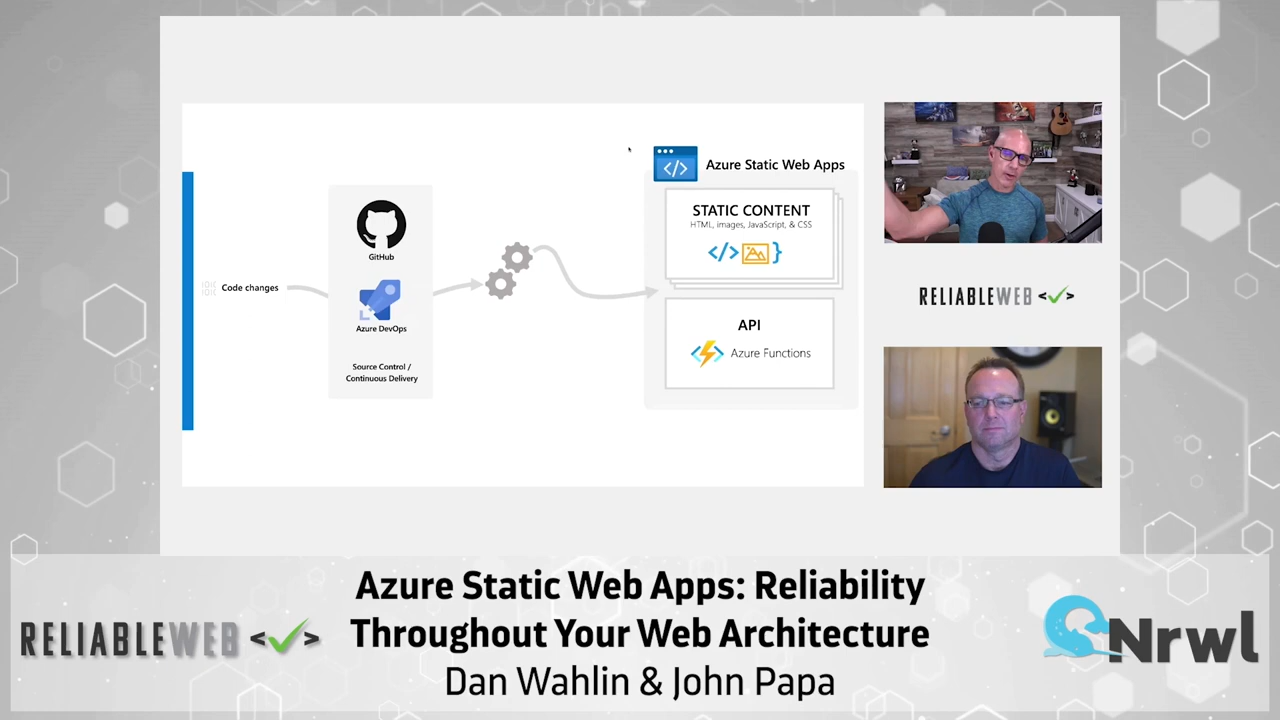 Azure Static Web Apps
STATIC CONTENT
HTML, images, JavaScript, & CSS
GitHub
Code changes
Azure DevOps
API
Azure Functions
Source Control /
Continuous Delivery
RELIABLEWEB
Azure Static Web Apps: Reliability
Throughout Your Web Architecture
Dan Wahlin & John Papa
RELIABLEWEB
Nrwl